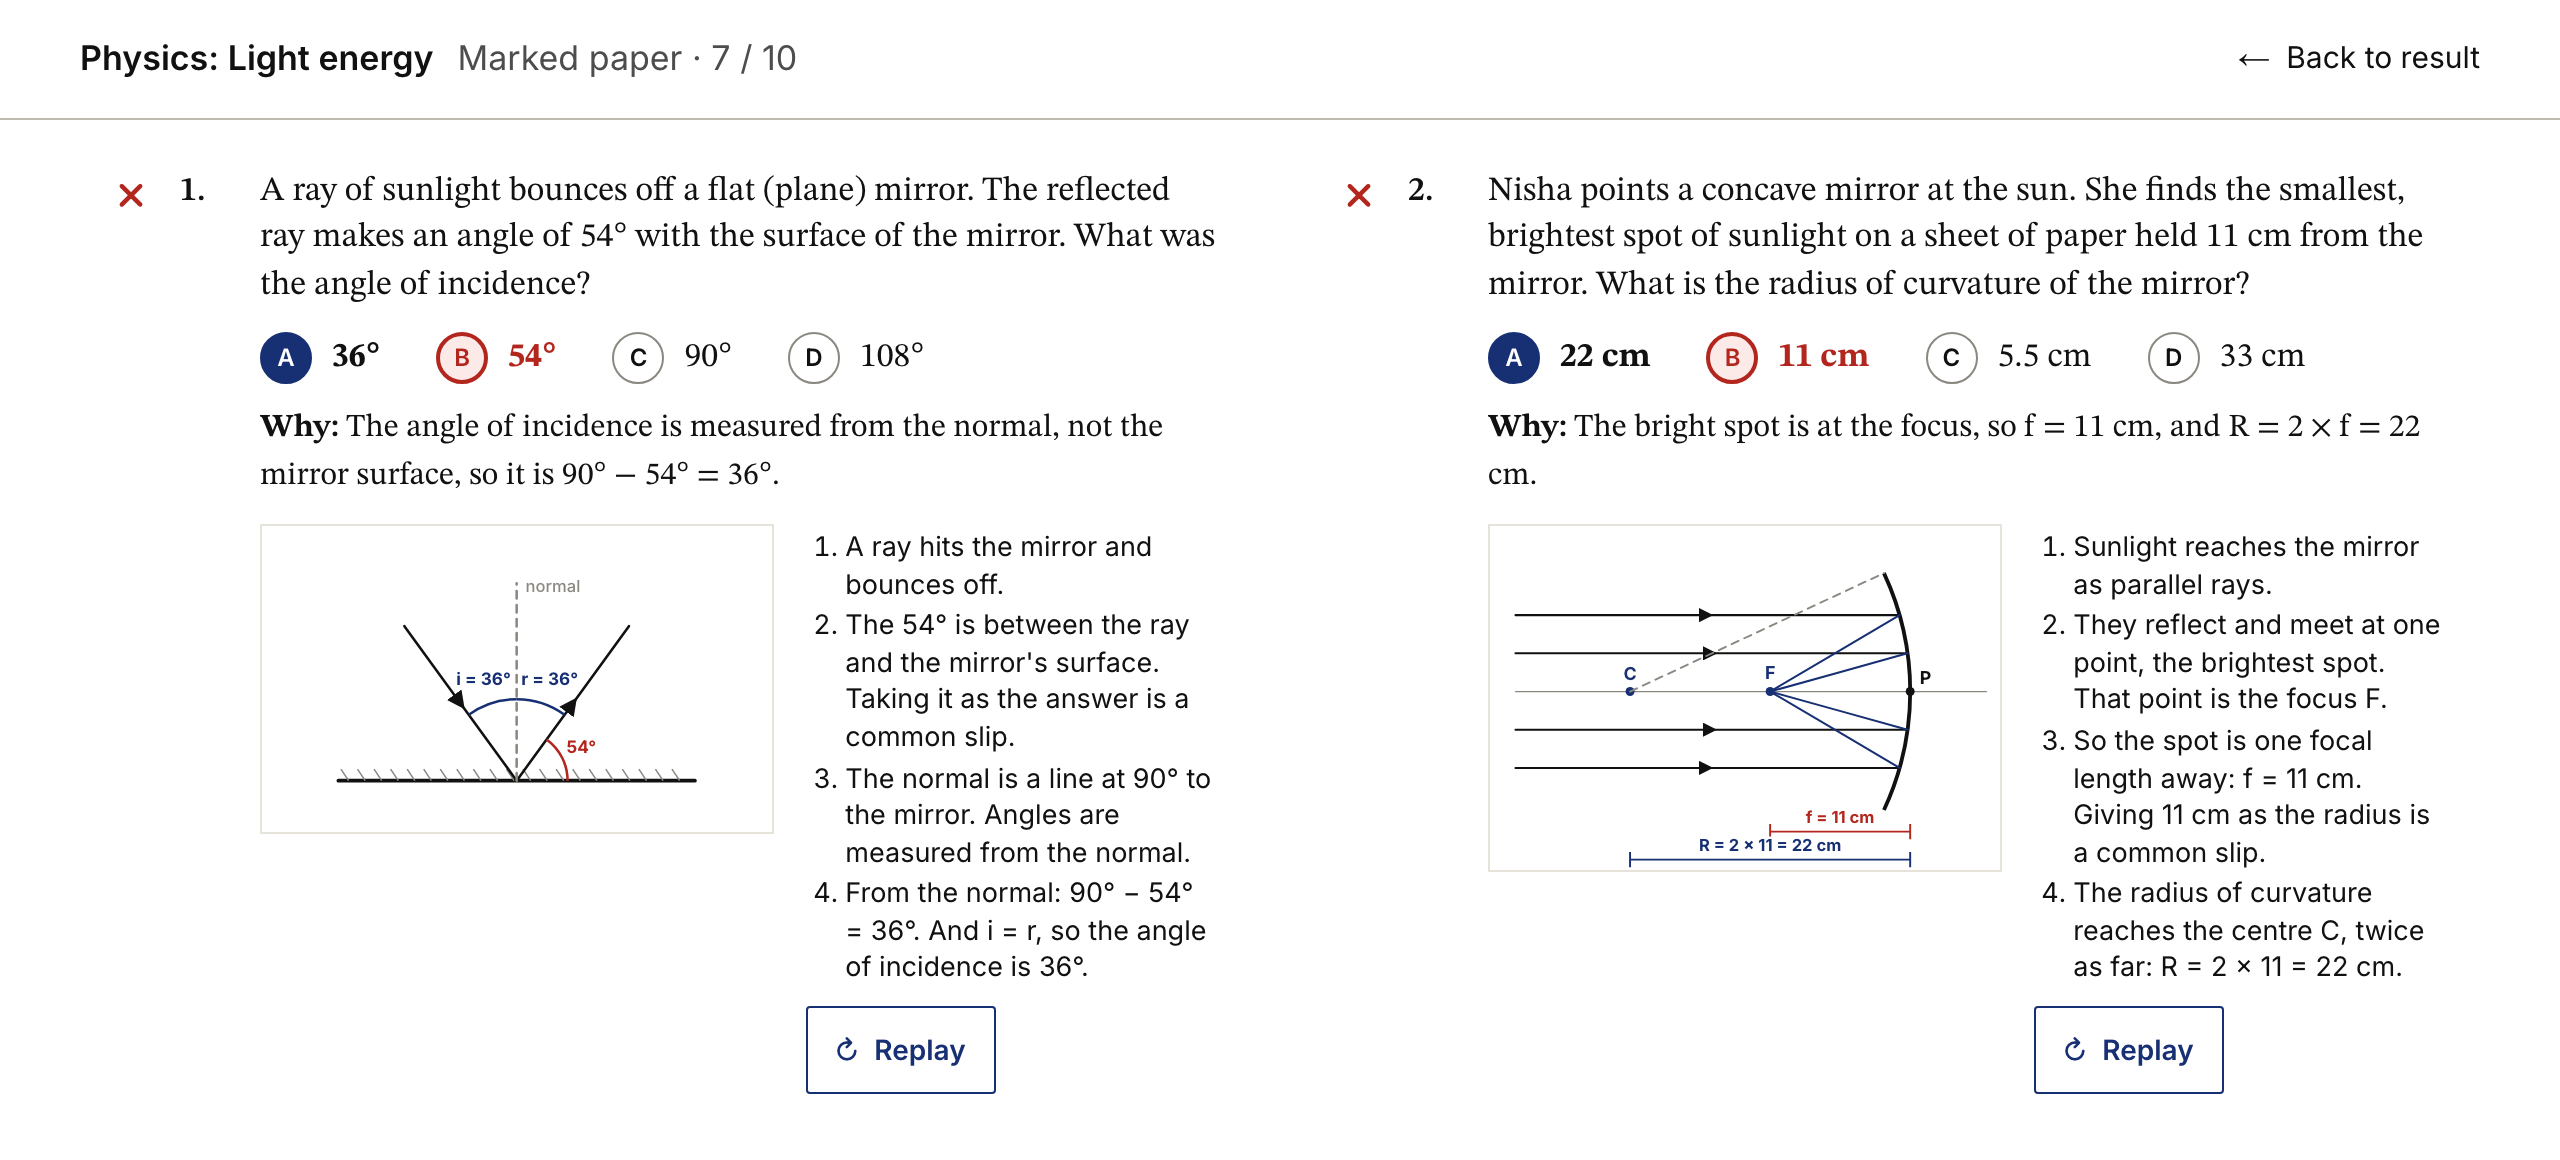 Physics: Light energy Marked paper · 7 / 10
← Back to result
1. A ray of sunlight bounces off a flat (plane) mirror. The reflected
ray makes an angle of 54° with the surface of the mirror. What was
the angle of incidence?
A 36° B 54° C 90° D 108°
Why: The angle of incidence is measured from the normal, not the
mirror surface, so it is 90° − 54° = 36°.
normal
i = 36° r = 36°
54°
1. A ray hits the mirror and
bounces off.
2. The 54° is between the ray
and the mirror's surface.
Taking it as the answer is a
common slip.
3. The normal is a line at 90° to
the mirror. Angles are
measured from the normal.
4. From the normal: 90° − 54°
= 36°. And i = r, so the angle
of incidence is 36°.
↻ Replay
2. Nisha points a concave mirror at the sun. She finds the smallest,
brightest spot of sunlight on a sheet of paper held 11 cm from the
mirror. What is the radius of curvature of the mirror?
A 22 cm B 11 cm C 5.5 cm D 33 cm
Why: The bright spot is at the focus, so f = 11 cm, and R = 2 × f = 22
cm.
C F P
f = 11 cm
R = 2 × 11 = 22 cm
1. Sunlight reaches the mirror
as parallel rays.
2. They reflect and meet at one
point, the brightest spot.
That point is the focus F.
3. So the spot is one focal
length away: f = 11 cm.
Giving 11 cm as the radius is
a common slip.
4. The radius of curvature
reaches the centre C, twice
as far: R = 2 × 11 = 22 cm.
↻ Replay